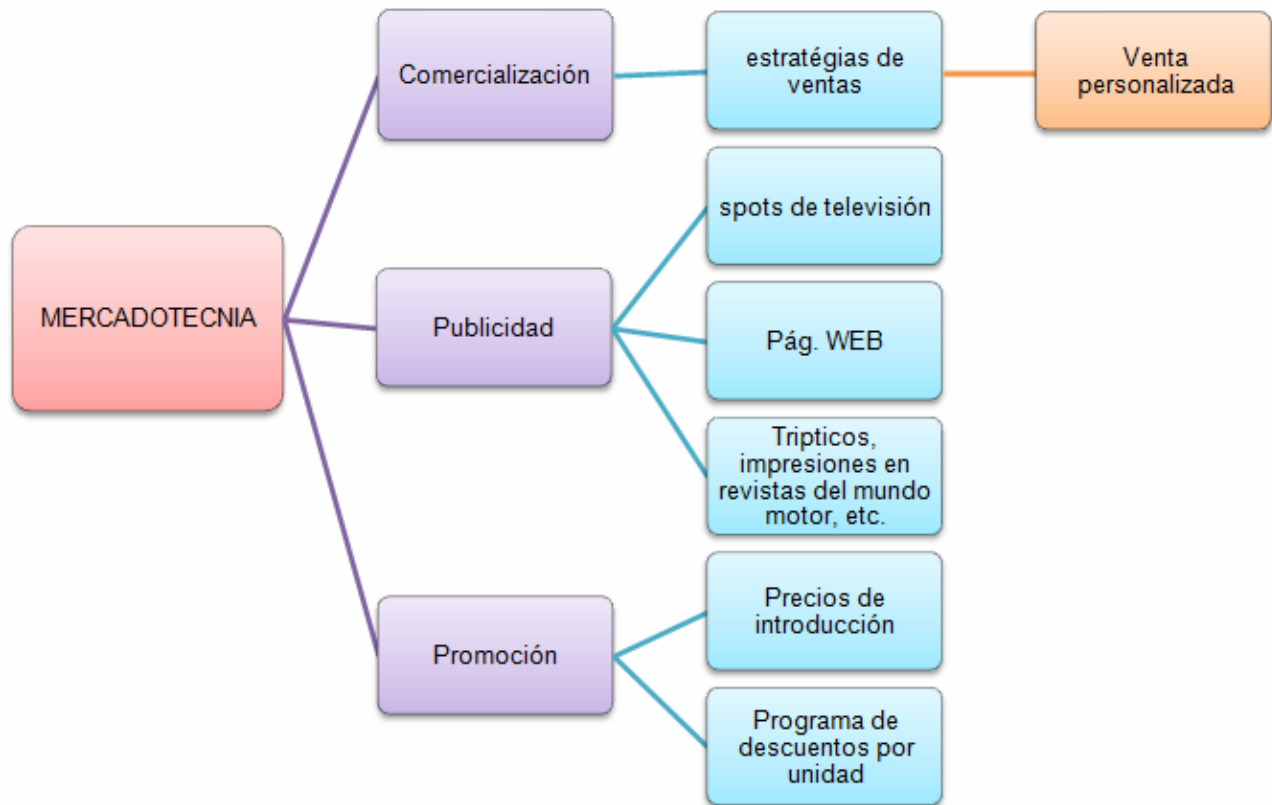 MERCADOTECNIA
Comercialización
estratégias de
ventas
Venta
personalizada
Publicidad
spots de televisión
Pág. WEB
Tripticos,
impresiones en
revistas del mundo
motor, etc.
Promoción
Precios de
introducción
Programa de
descuentos por
unidad